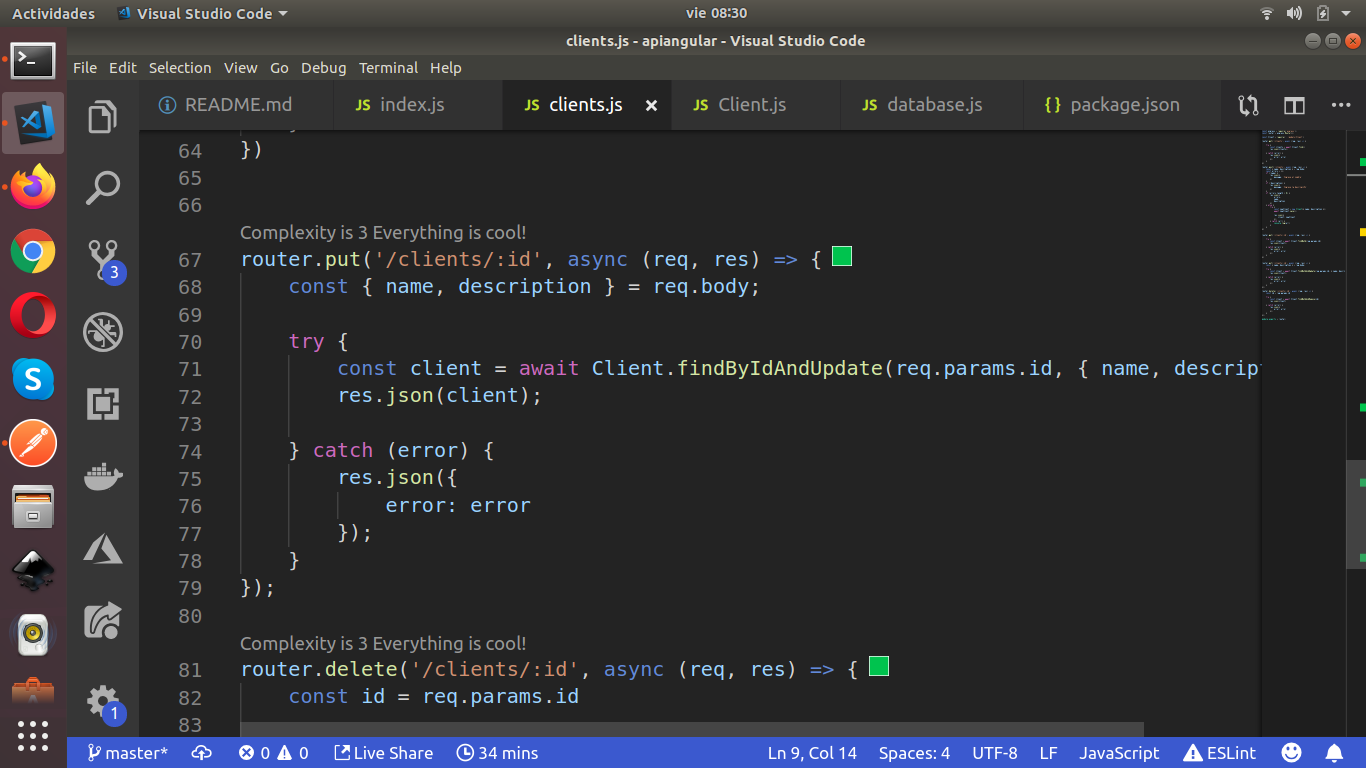 Actividades Visual Studio Code vie 08:30
clients.js - apiangular - Visual Studio Code
File Edit Selection View Go Debug Terminal Help
README.md JS index.js JS clients.js × JS Client.js JS database.js {} package.json
64 })
65
66
Complexity is 3 Everything is cool!
67 router.put('/clients/:id', async (req, res) => {
68 const { name, description } = req.body;
69
70 try {
71 const client = await Client.findByIdAndUpdate(req.params.id, { name, descrip
72 res.json(client);
73
74 } catch (error) {
75 res.json({
76 error: error
77 });
78 }
79 });
80
Complexity is 3 Everything is cool!
81 router.delete('/clients/:id', async (req, res) => {
82 const id = req.params.id
83
3
1
master* 0 0 Live Share 34 mins Ln 9, Col 14 Spaces: 4 UTF-8 LF JavaScript ESLint